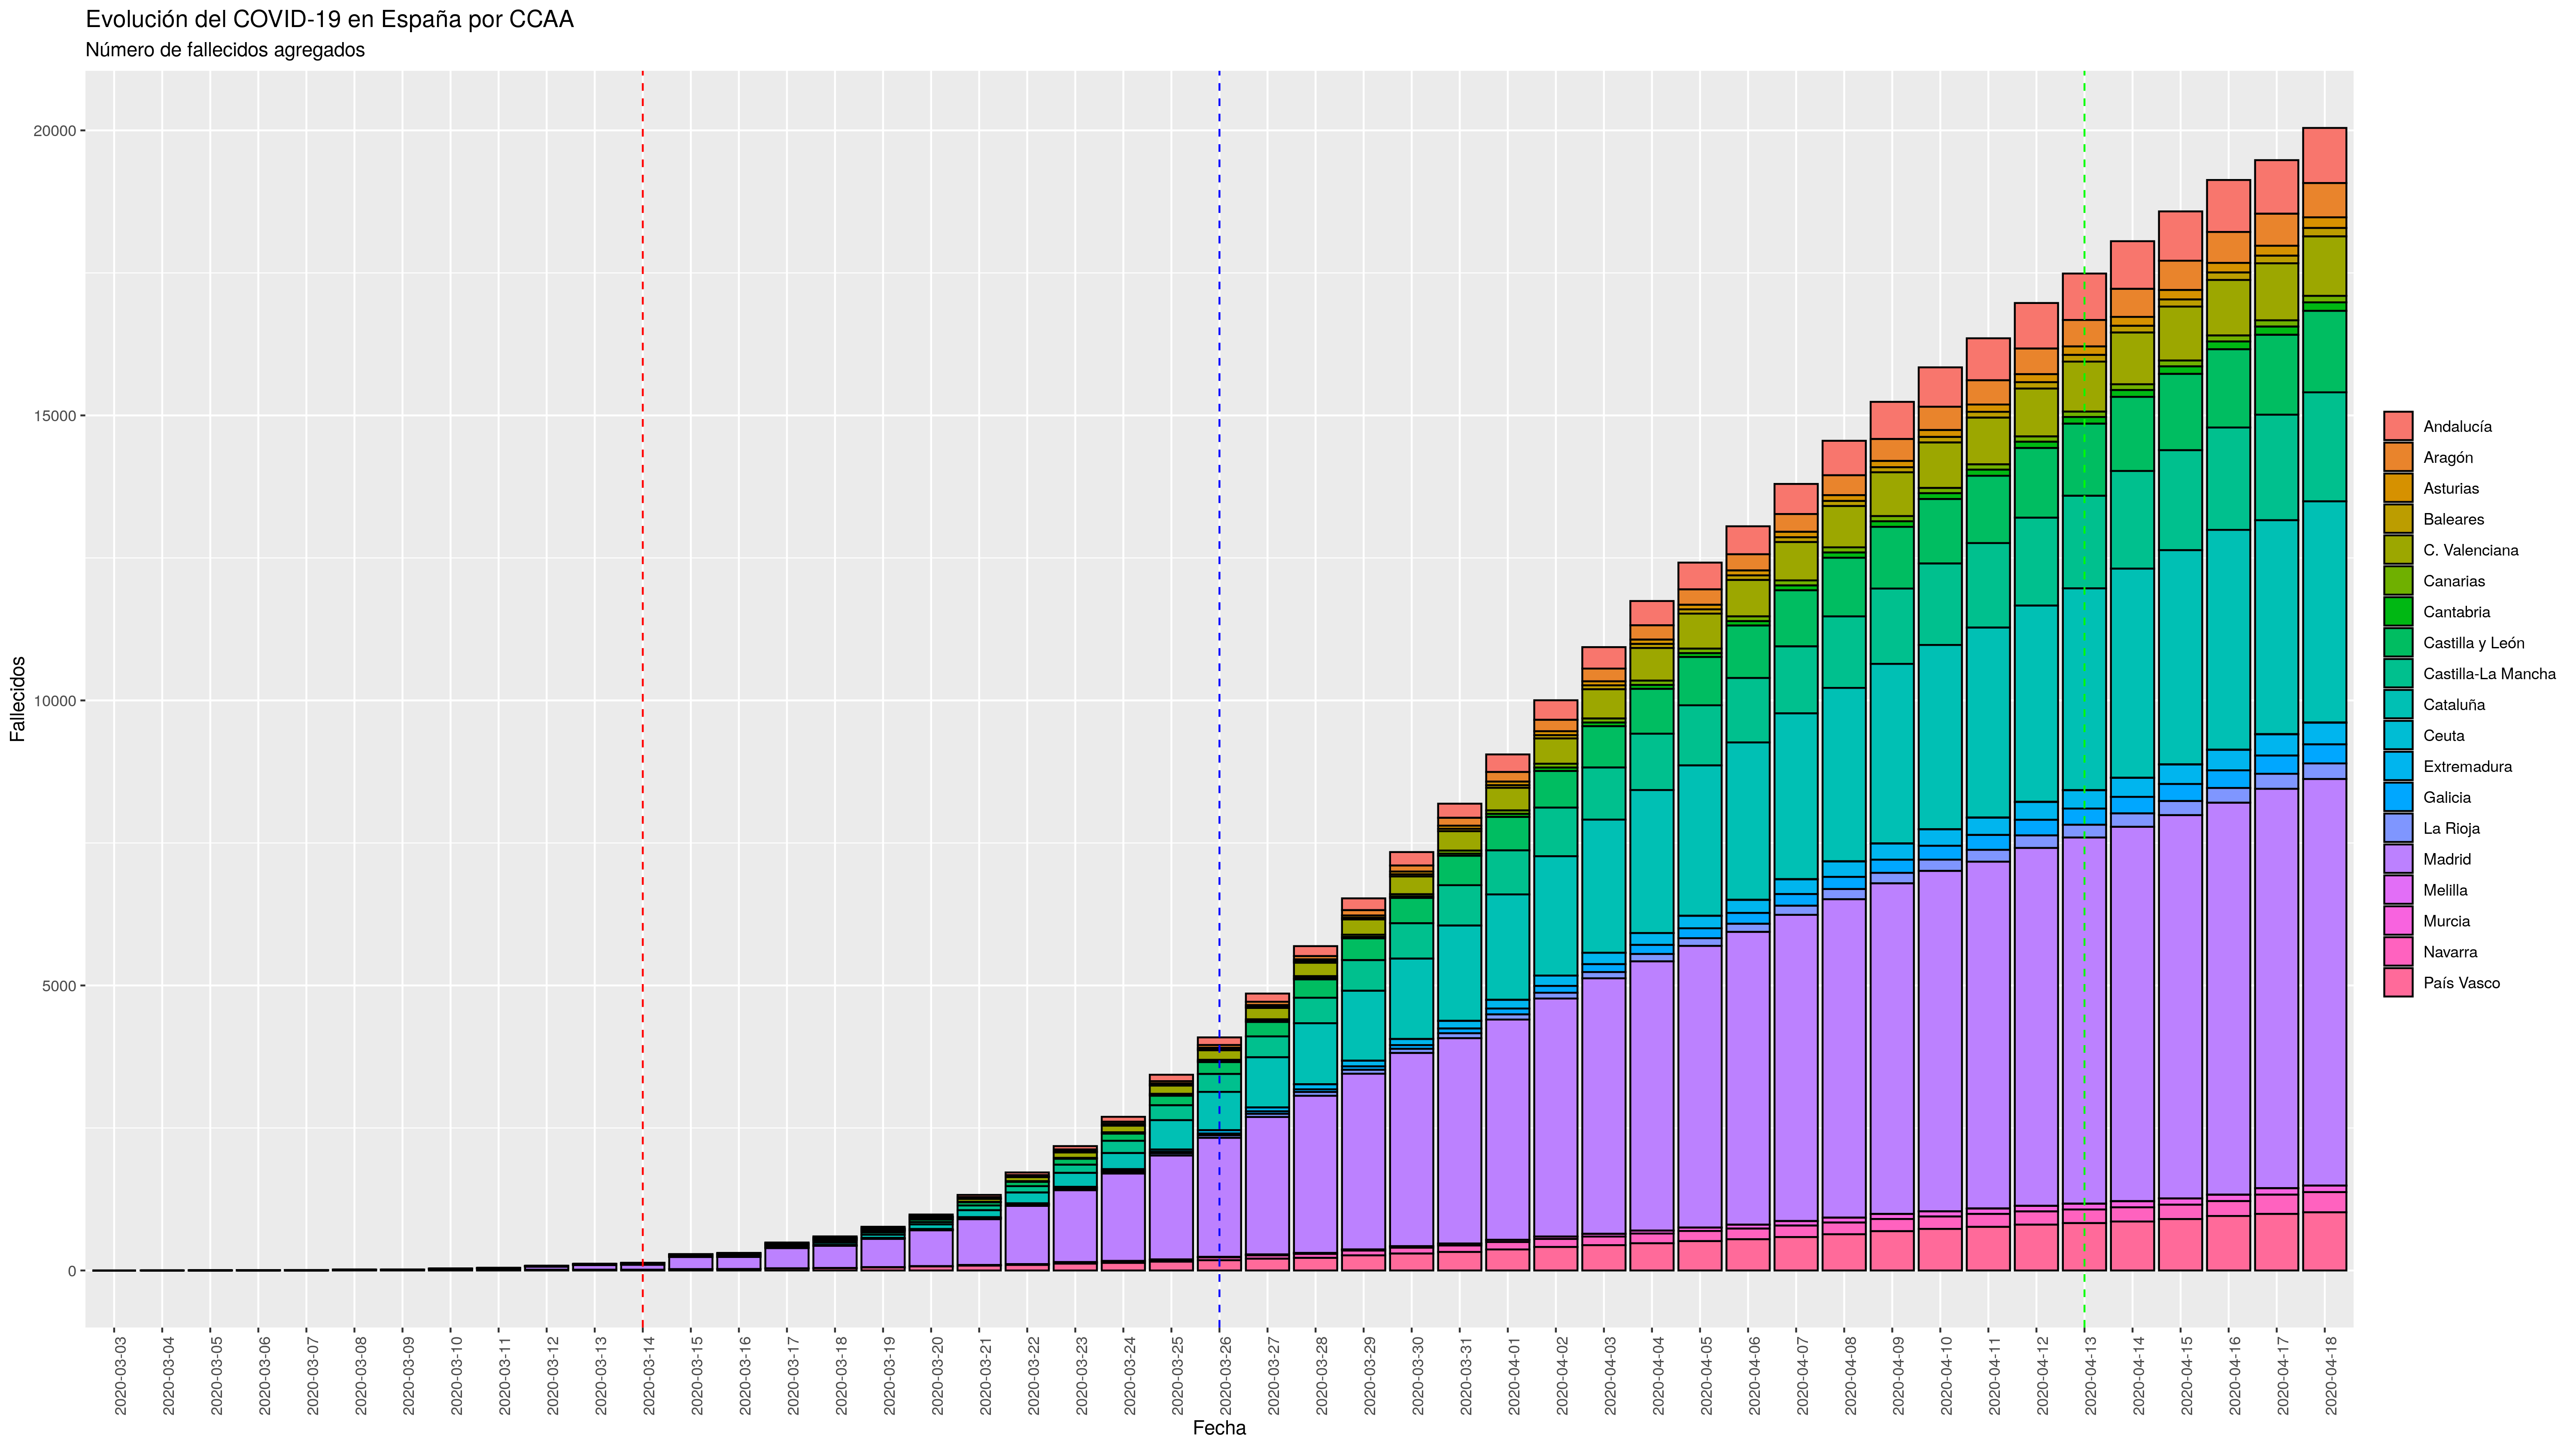 Evolución del COVID-19 en España por CCAA
Número de fallecidos agregados
Fallecidos
20000
15000
10000
5000
0
2020-03-03
2020-03-04
2020-03-05
2020-03-06
2020-03-07
2020-03-08
2020-03-09
2020-03-10
2020-03-11
2020-03-12
2020-03-13
2020-03-14
2020-03-15
2020-03-16
2020-03-17
2020-03-18
2020-03-19
2020-03-20
2020-03-21
2020-03-22
2020-03-23
2020-03-24
2020-03-25
2020-03-26
2020-03-27
2020-03-28
2020-03-29
2020-03-30
2020-03-31
2020-04-01
2020-04-02
2020-04-03
2020-04-04
2020-04-05
2020-04-06
2020-04-07
2020-04-08
2020-04-09
2020-04-10
2020-04-11
2020-04-12
2020-04-13
2020-04-14
2020-04-15
2020-04-16
2020-04-17
2020-04-18
Fecha
Andalucía
Aragón
Asturias
Baleares
C. Valenciana
Canarias
Cantabria
Castilla y León
Castilla-La Mancha
Cataluña
Ceuta
Extremadura
Galicia
La Rioja
Madrid
Melilla
Murcia
Navarra
País Vasco